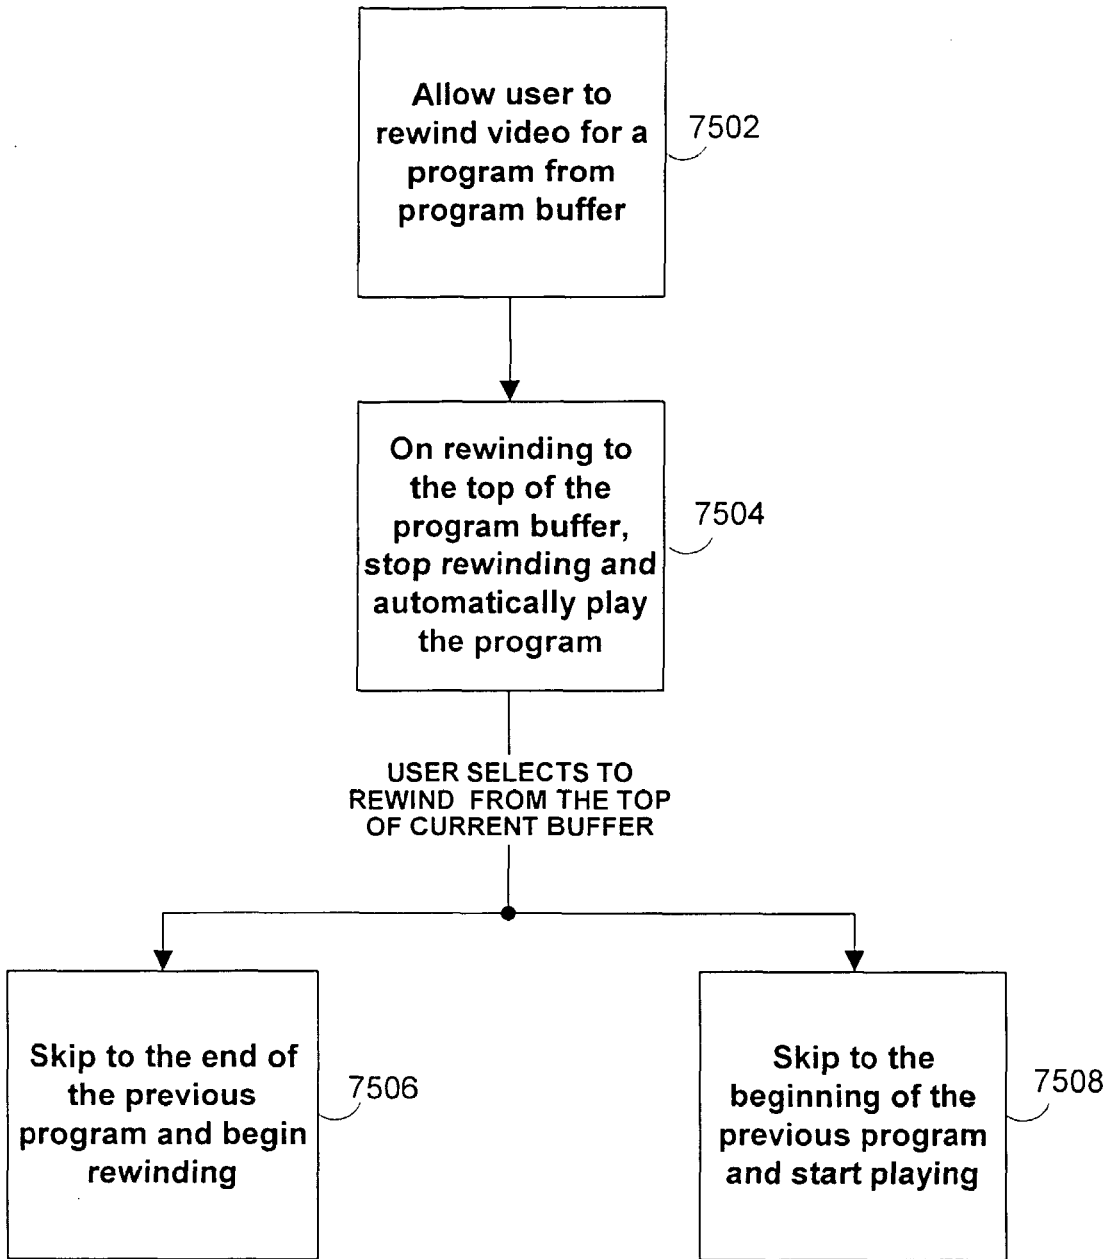 Allow user to
rewind video for a
program from
program buffer
7502
On rewinding to
the top of the
program buffer,
stop rewinding and
automatically play
the program
7504
USER SELECTS TO
REWIND FROM THE TOP
OF CURRENT BUFFER
Skip to the end of
the previous
program and begin
rewinding
7506
Skip to the
beginning of the
previous program
and start playing
7508